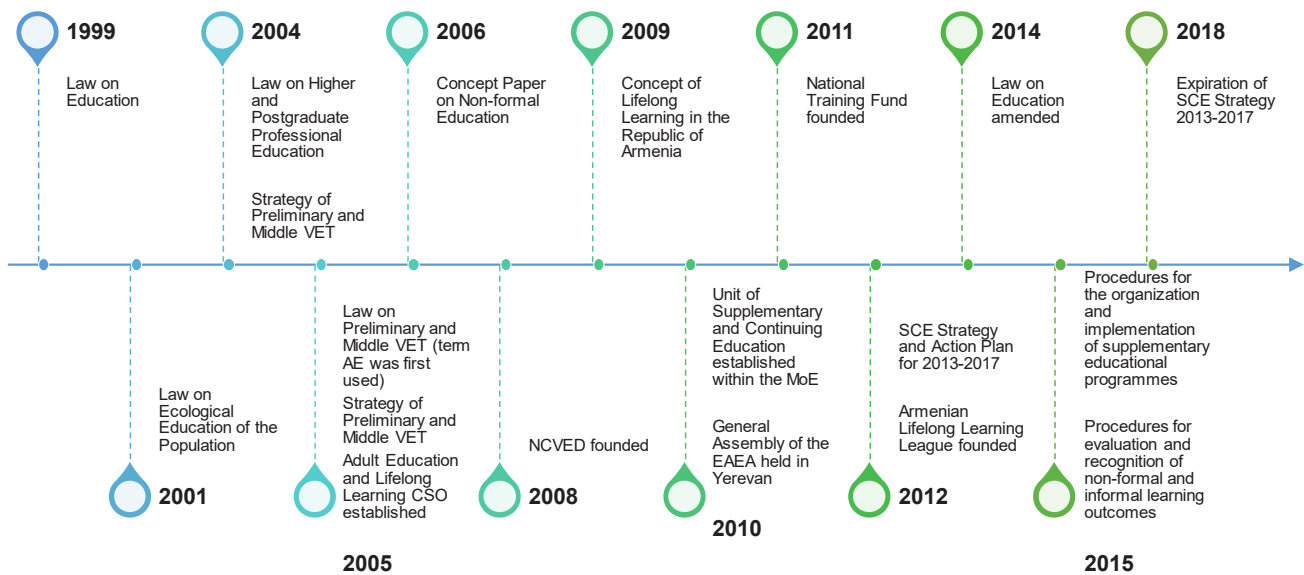 1999
Law on
Education
2004
Law on Higher
and
Postgraduate
Professional
Education
Strategy of
Preliminary and
Middle VET
2006
Concept Paper
on Non-formal
Education
2009
Concept of
Lifelong
Learning in the
Republic of
Armenia
2011
National
Training Fund
founded
2014
Law on
Education
amended
2018
Expiration of
SCE Strategy
2013-2017
Law on
Ecological
Education of the
Population
2001
Law on
Preliminary and
Middle VET (term
AE was first
used)
Strategy of
Preliminary and
Middle VET
Adult Education
and Lifelong
Learning CSO
established
2005
NCVED founded
2008
Unit of
Supplementary
and Continuing
Education
established
within the MoE
General
Assembly of the
EAEA held in
Yerevan
2010
SCE Strategy
and Action Plan
for 2013-2017
Armenian
Lifelong Learning
League founded
2012
Procedures for
the organization
and
implementation
of supplementary
educational
programmes
Procedures for
evaluation and
recognition of
non-formal and
informal learning
outcomes
2015